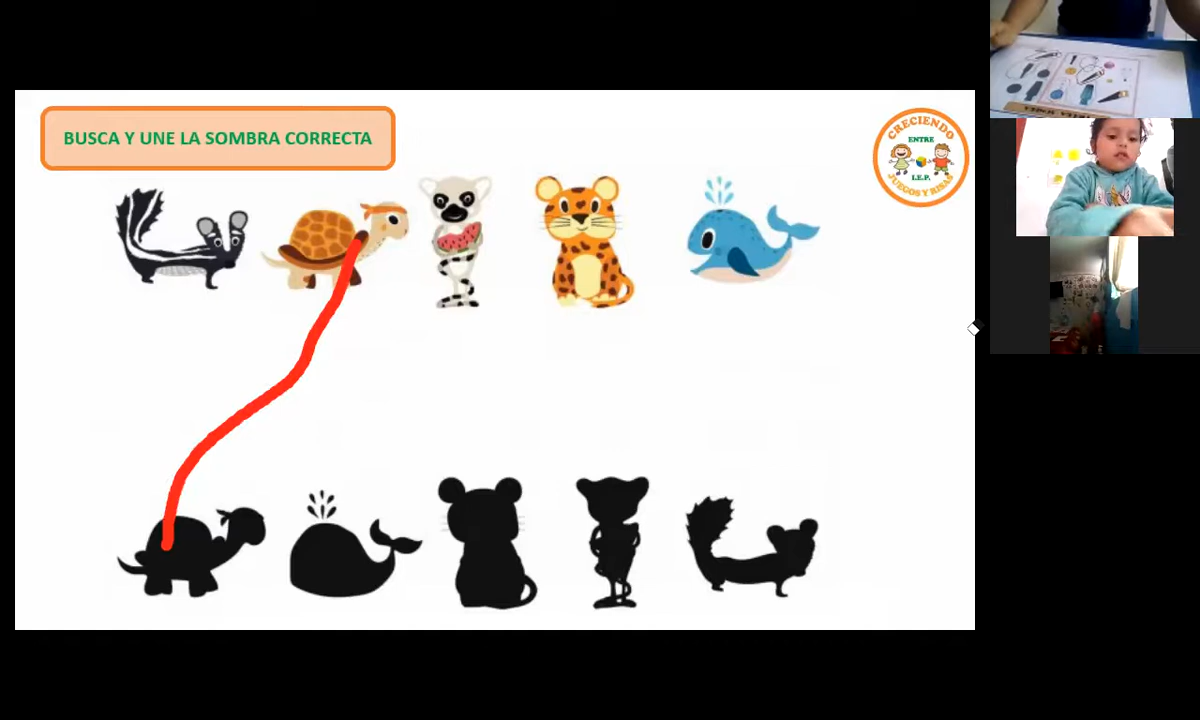 BUSCA Y UNE LA SOMBRA CORRECTA
CRECIENDO
ENTRE
I.E.P.
JUEGOS Y RISAS